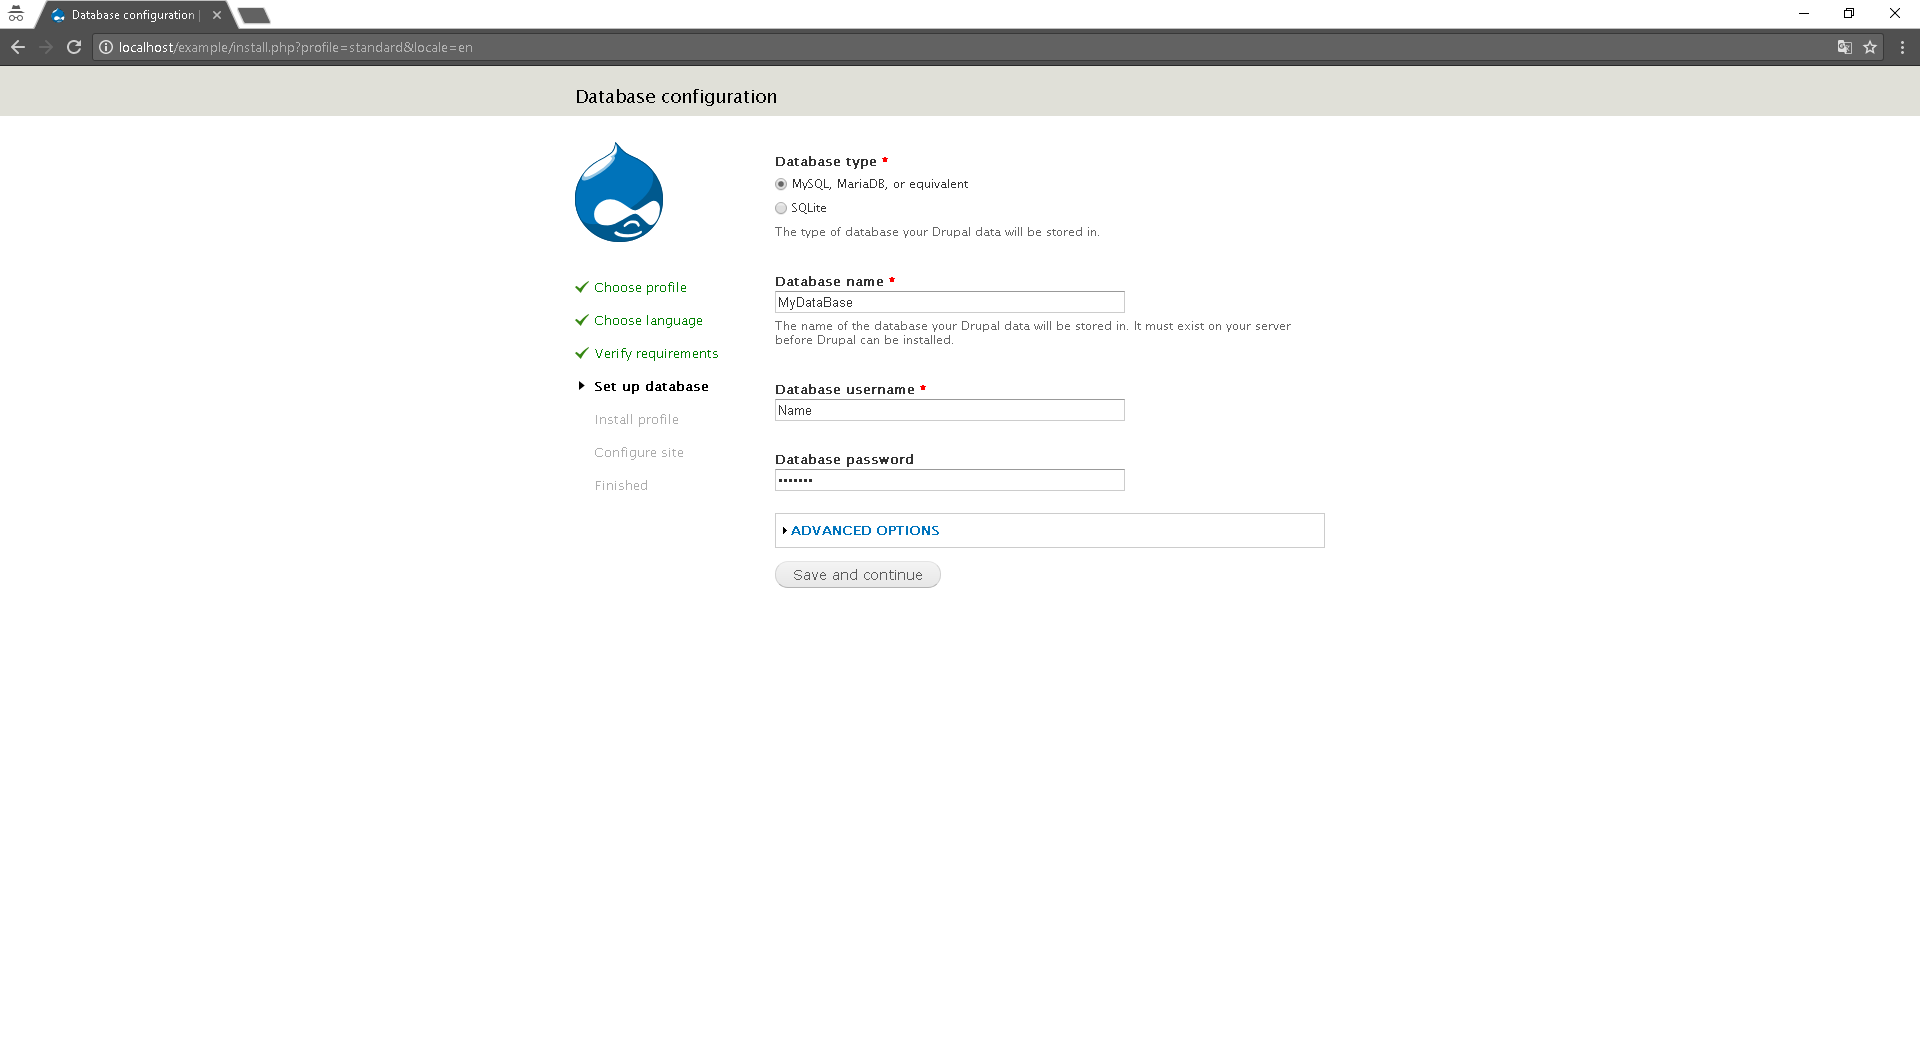 Database configuration |
localhost/example/install.php?profile=standard&locale=en
Database configuration
Choose profile
Choose language
Verify requirements
Set up database
Install profile
Configure site
Finished
Database type *
MySQL, MariaDB, or equivalent
SQLite
The type of database your Drupal data will be stored in.
Database name *
MyDataBase
The name of the database your Drupal data will be stored in. It must exist on your server
before Drupal can be installed.
Database username *
Name
Database password
•••••••
ADVANCED OPTIONS
Save and continue